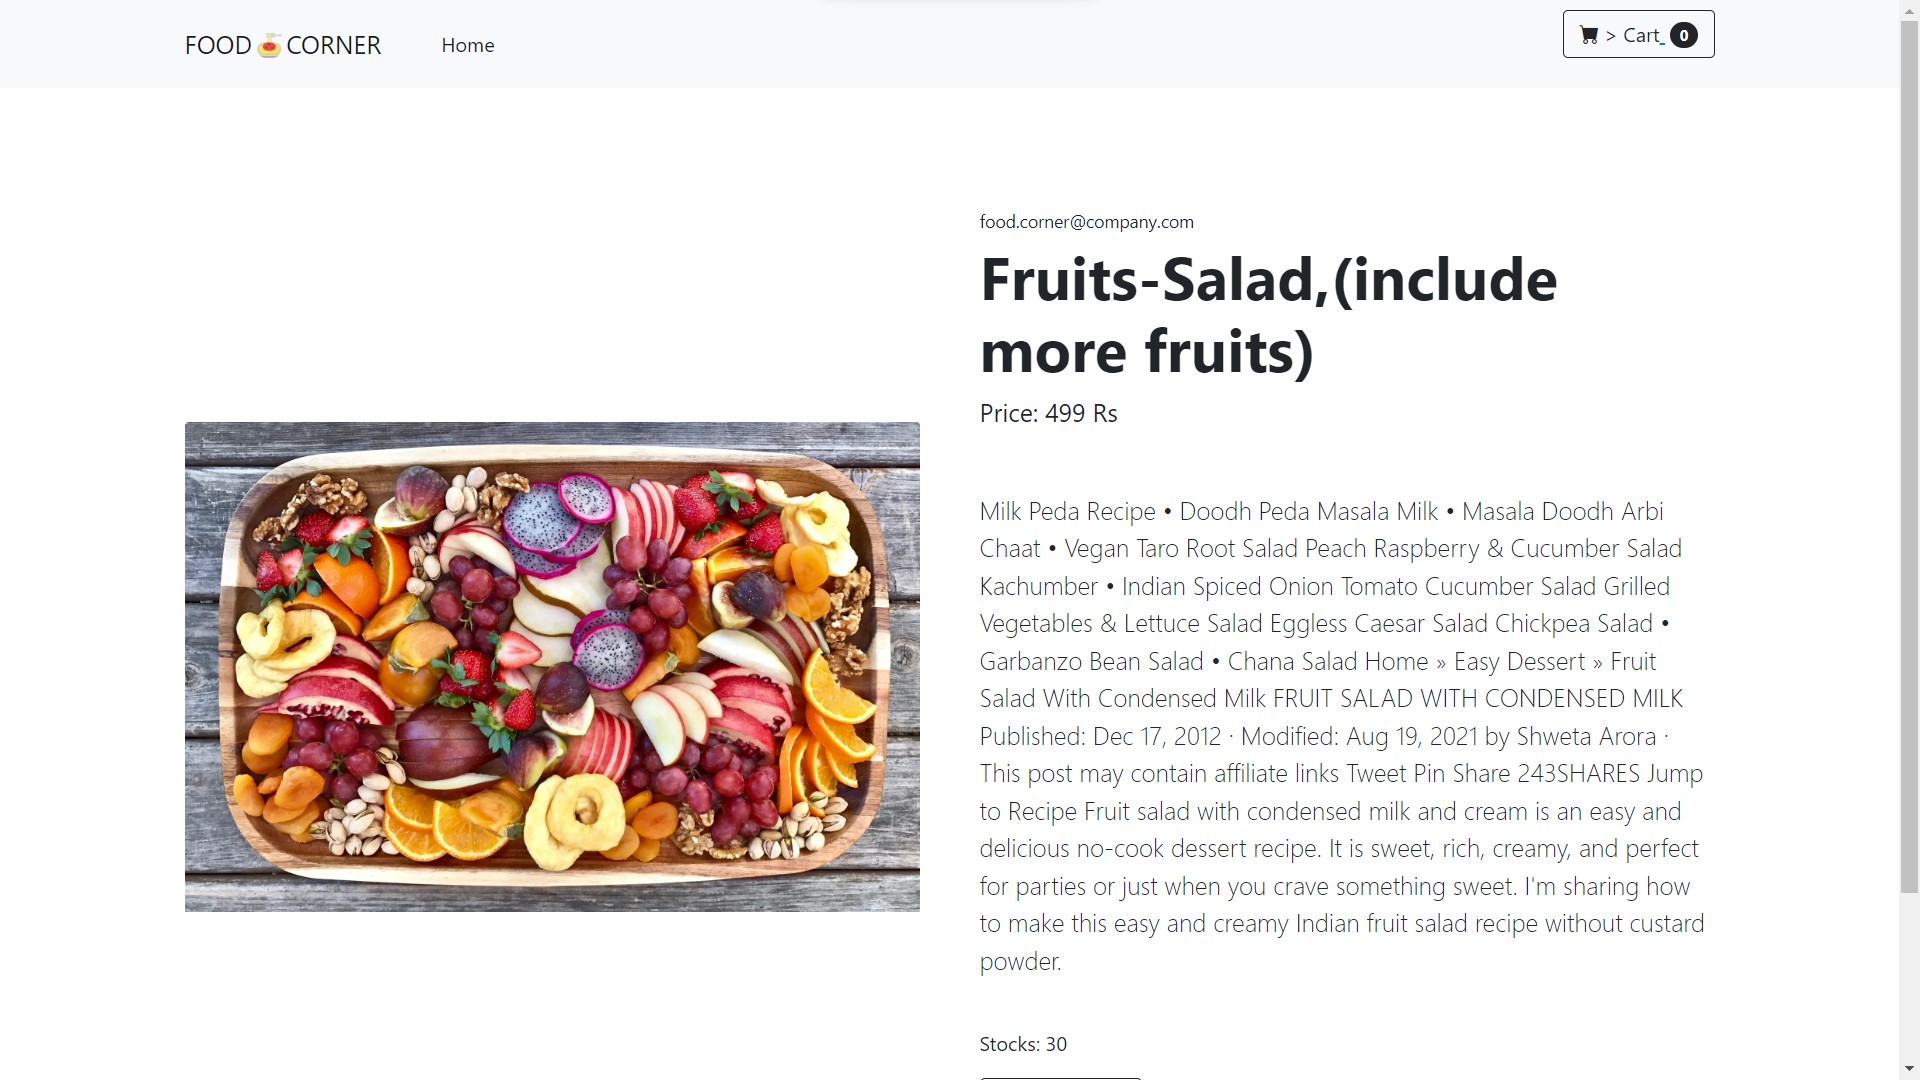 FOOD 🍝 CORNER
Home
> Cart 0
food.corner@company.com
Fruits-Salad,(include
more fruits)
Price: 499 Rs
Milk Peda Recipe • Doodh Peda Masala Milk • Masala Doodh Arbi
Chaat • Vegan Taro Root Salad Peach Raspberry & Cucumber Salad
Kachumber • Indian Spiced Onion Tomato Cucumber Salad Grilled
Vegetables & Lettuce Salad Eggless Caesar Salad Chickpea Salad •
Garbanzo Bean Salad • Chana Salad Home » Easy Dessert » Fruit
Salad With Condensed Milk FRUIT SALAD WITH CONDENSED MILK
Published: Dec 17, 2012 · Modified: Aug 19, 2021 by Shweta Arora ·
This post may contain affiliate links Tweet Pin Share 243SHARES Jump
to Recipe Fruit salad with condensed milk and cream is an easy and
delicious no-cook dessert recipe. It is sweet, rich, creamy, and perfect
for parties or just when you crave something sweet. I'm sharing how
to make this easy and creamy Indian fruit salad recipe without custard
powder.
Stocks: 30